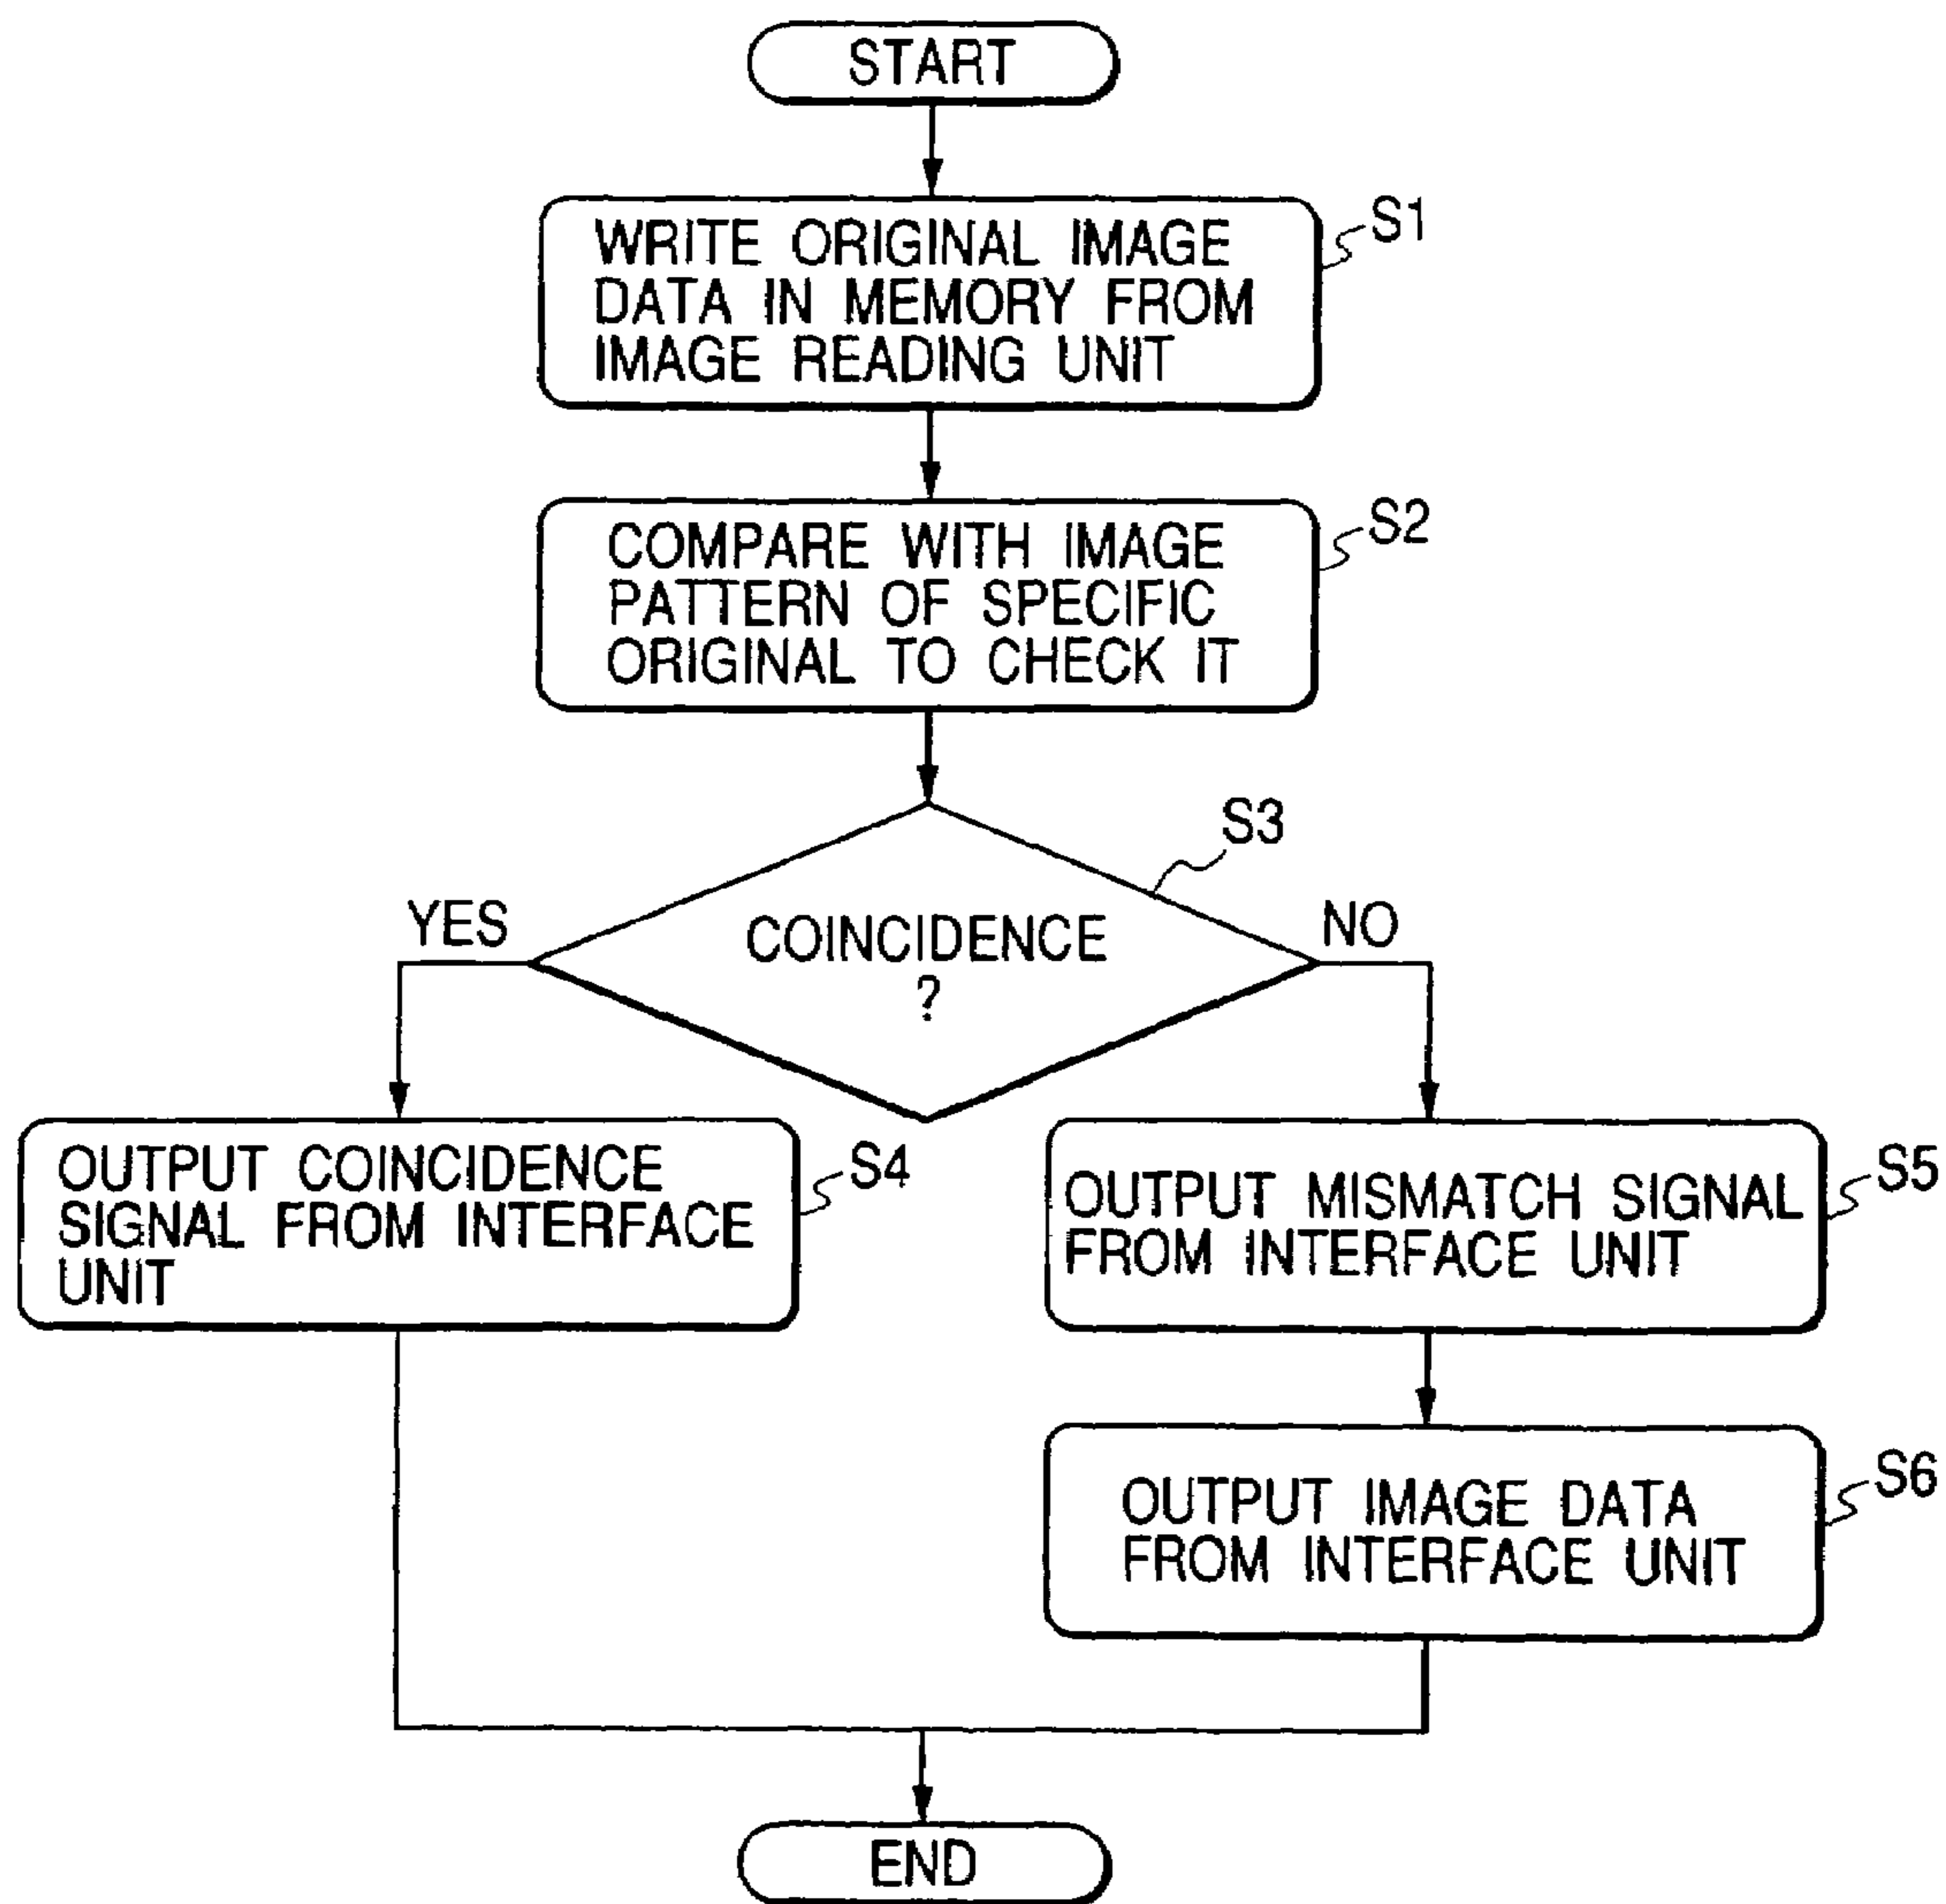 START
S1
WRITE ORIGINAL IMAGE
DATA IN MEMORY FROM
IMAGE READING UNIT
S2
COMPARE WITH IMAGE
PATTERN OF SPECIFIC
ORIGINAL TO CHECK IT
S3
YES
COINCIDENCE
?
NO
OUTPUT COINCIDENCE
SIGNAL FROM INTERFACE
UNIT
S4
OUTPUT MISMATCH SIGNAL
FROM INTERFACE UNIT
S5
OUTPUT IMAGE DATA
FROM INTERFACE UNIT
S6
END